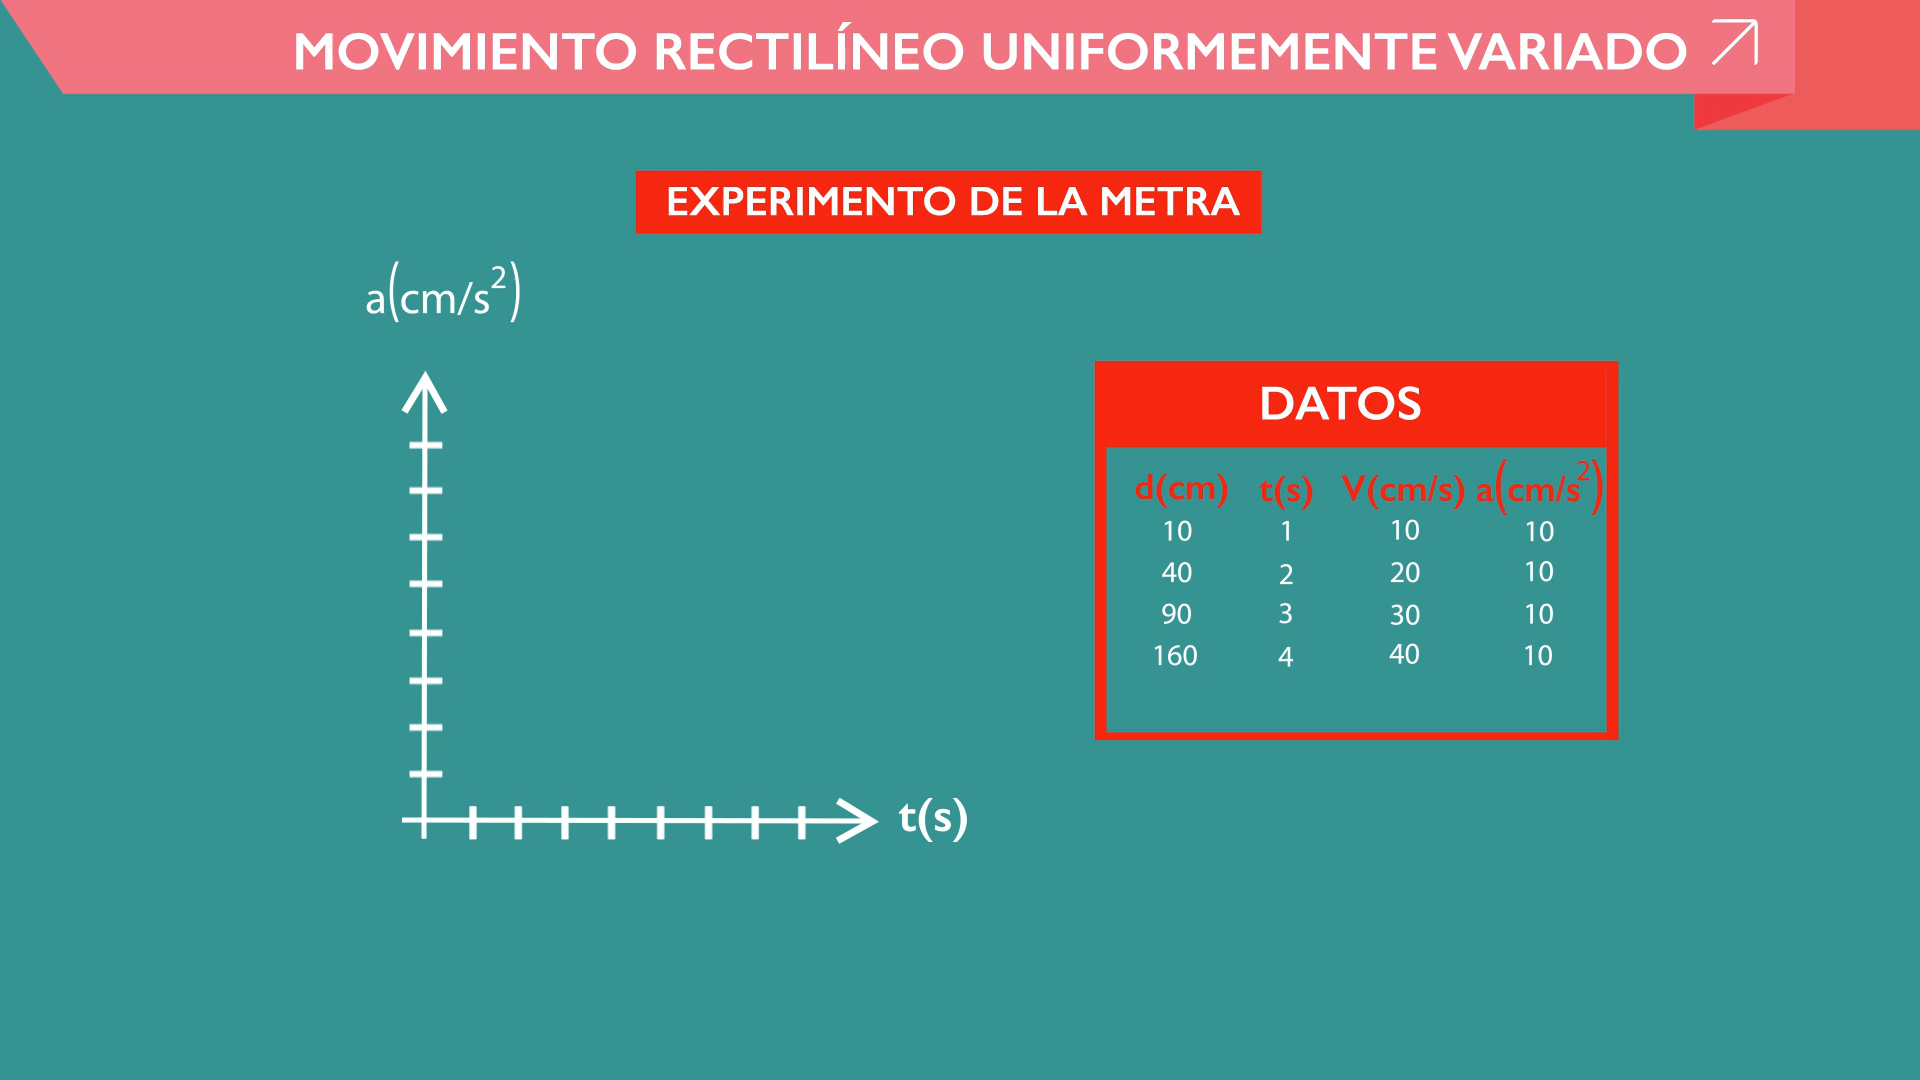 MOVIMIENTO RECTILÍNEO UNIFORMEMENTE VARIADO
EXPERIMENTO DE LA METRA
a(cm/s²)
t(s)
DATOS
d(cm) t(s) V(cm/s) a(cm/s²)
10 1 10 10
40 2 20 10
90 3 30 10
160 4 40 10